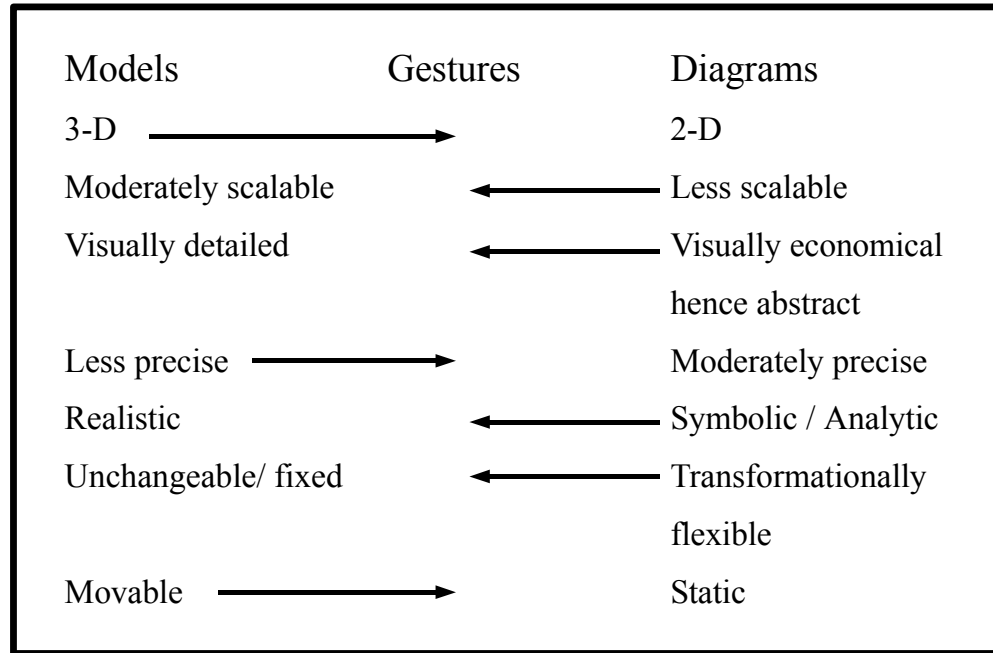 Models Gestures Diagrams
3-D 2-D
Moderately scalable Less scalable
Visually detailed Visually economical
hence abstract
Less precise Moderately precise
Realistic Symbolic / Analytic
Unchangeable/ fixed Transformationally
flexible
Movable Static